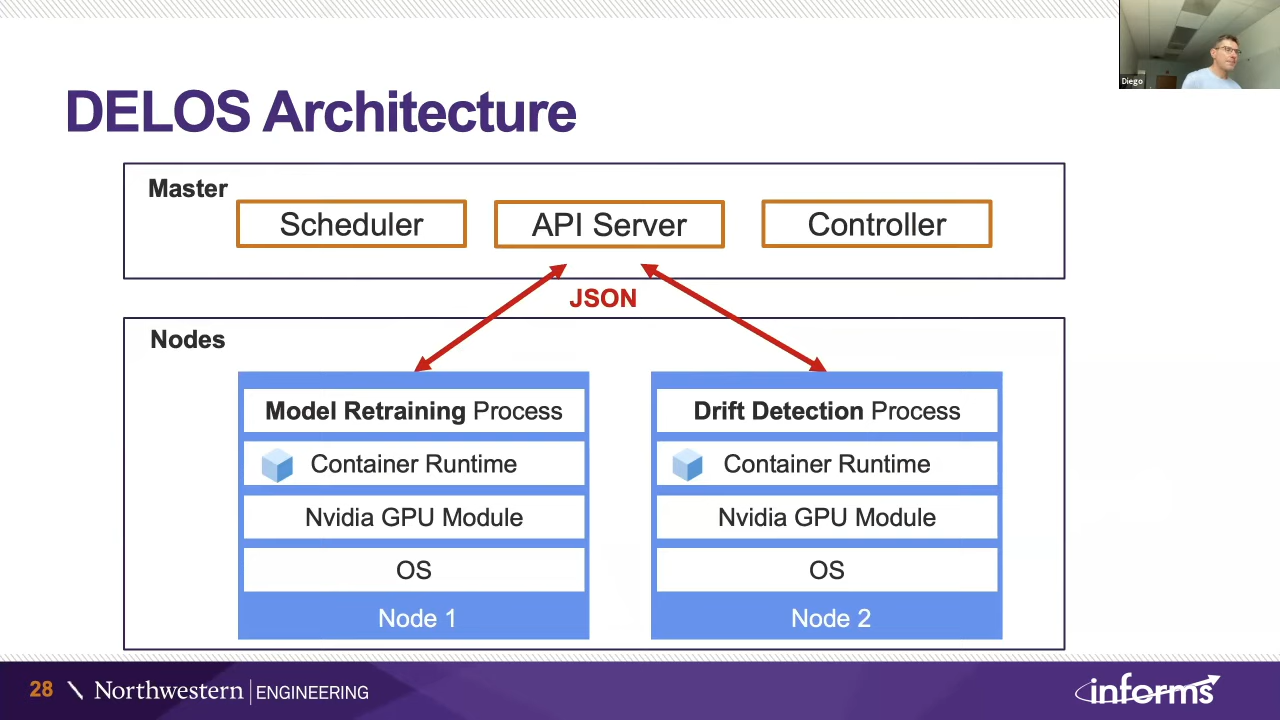 Diego
DELOS Architecture
Master
Scheduler
API Server
Controller
JSON
Nodes
Model Retraining Process
Container Runtime
Nvidia GPU Module
OS
Node 1
Drift Detection Process
Container Runtime
Nvidia GPU Module
OS
Node 2
28
Northwestern | ENGINEERING
informs